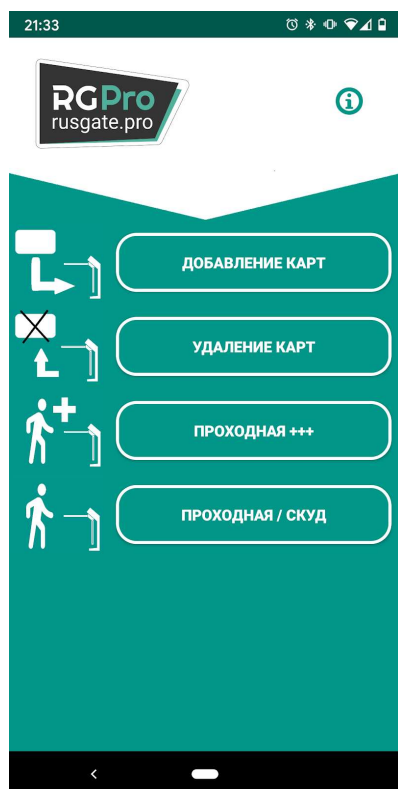 21:33
RGPro
rusgate.pro
ДОБАВЛЕНИЕ КАРТ
УДАЛЕНИЕ КАРТ
ПРОХОДНАЯ +++
ПРОХОДНАЯ / СКУД